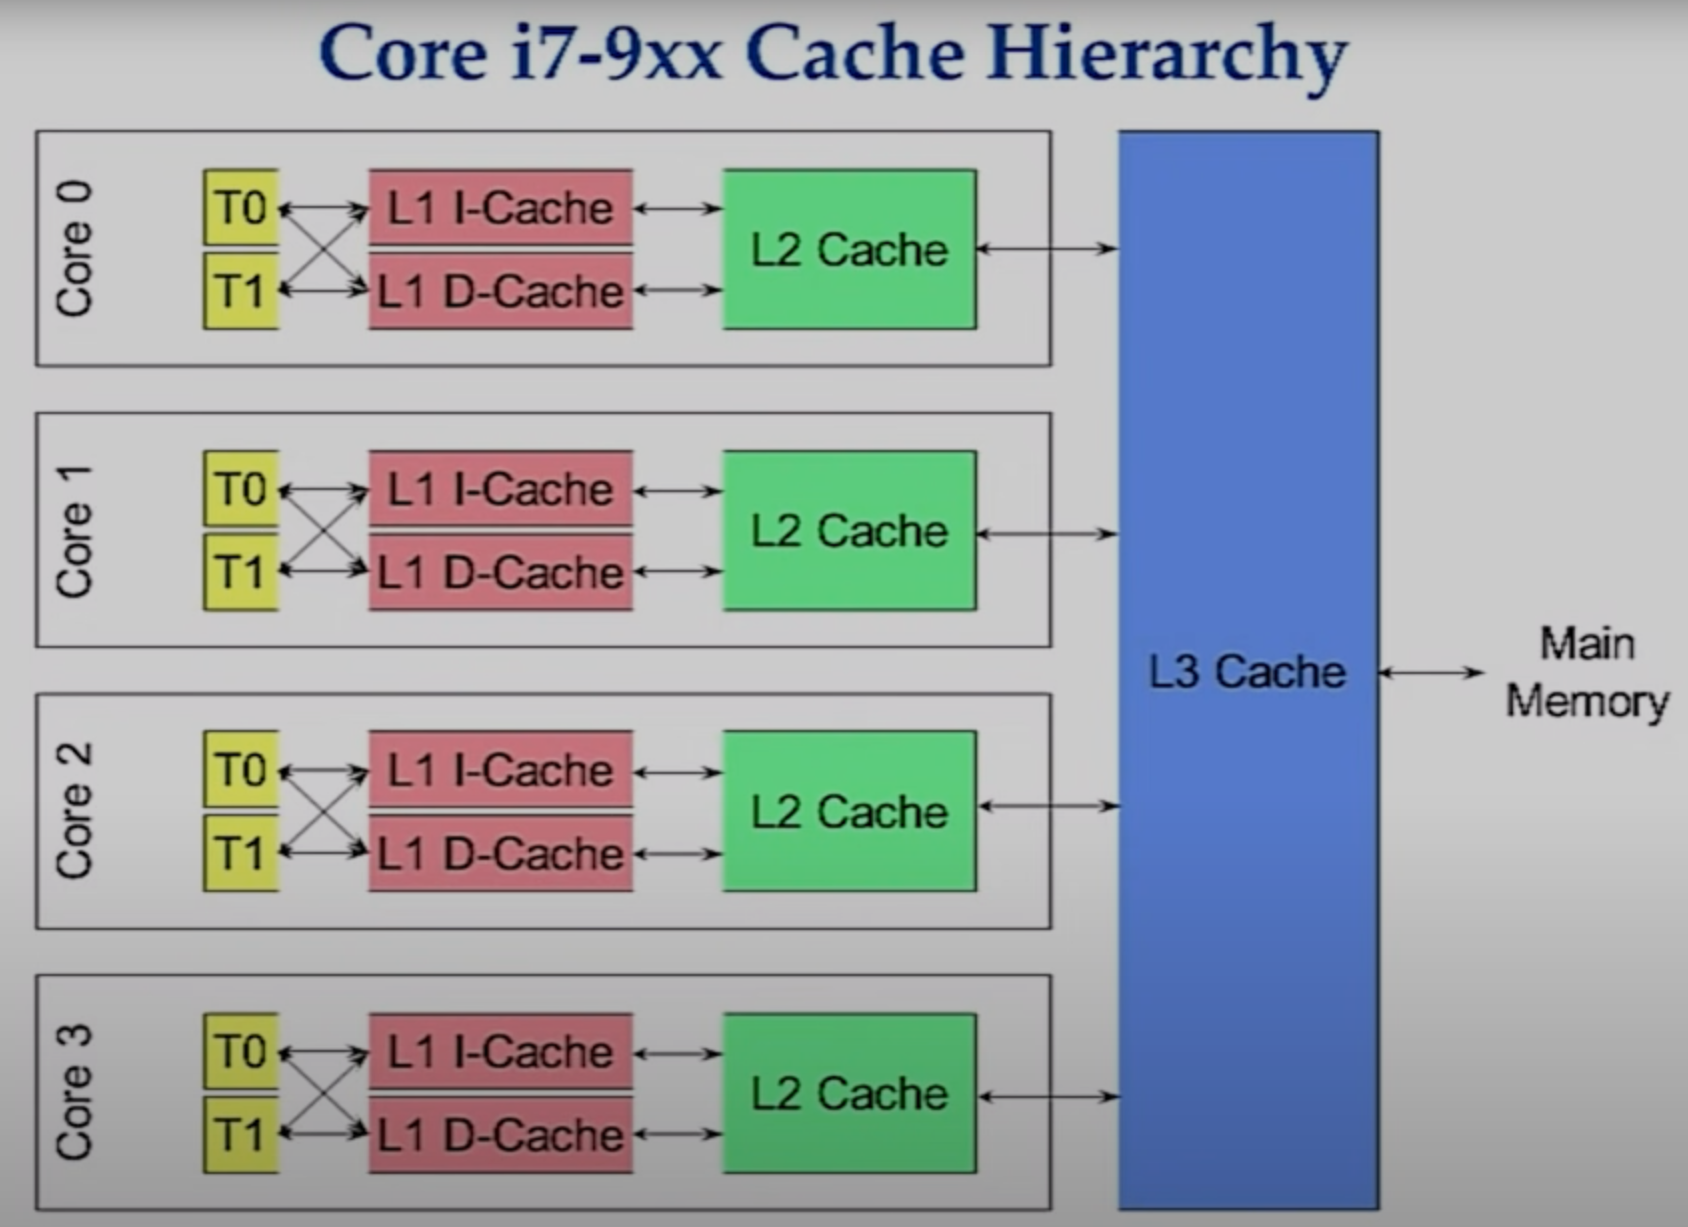 Core i7-9xx Cache Hierarchy
Core 0
T0
L1 I-Cache
T1
L1 D-Cache
L2 Cache
Core 1
T0
L1 I-Cache
T1
L1 D-Cache
L2 Cache
Core 2
T0
L1 I-Cache
T1
L1 D-Cache
L2 Cache
Core 3
T0
L1 I-Cache
T1
L1 D-Cache
L2 Cache
L3 Cache
Main
Memory